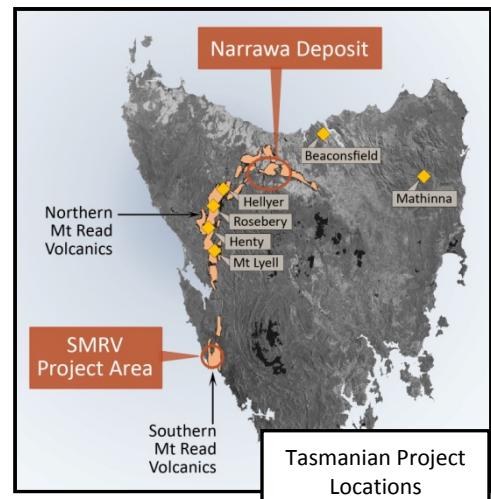 Narrawa Deposit
Beaconsfield
Mathinna
Hellyer
Rosebery
Henty
Mt Lyell
Northern
Mt Read
Volcanics
SMRV
Project Area
Southern
Mt Read
Volcanics
Tasmanian Project
Locations